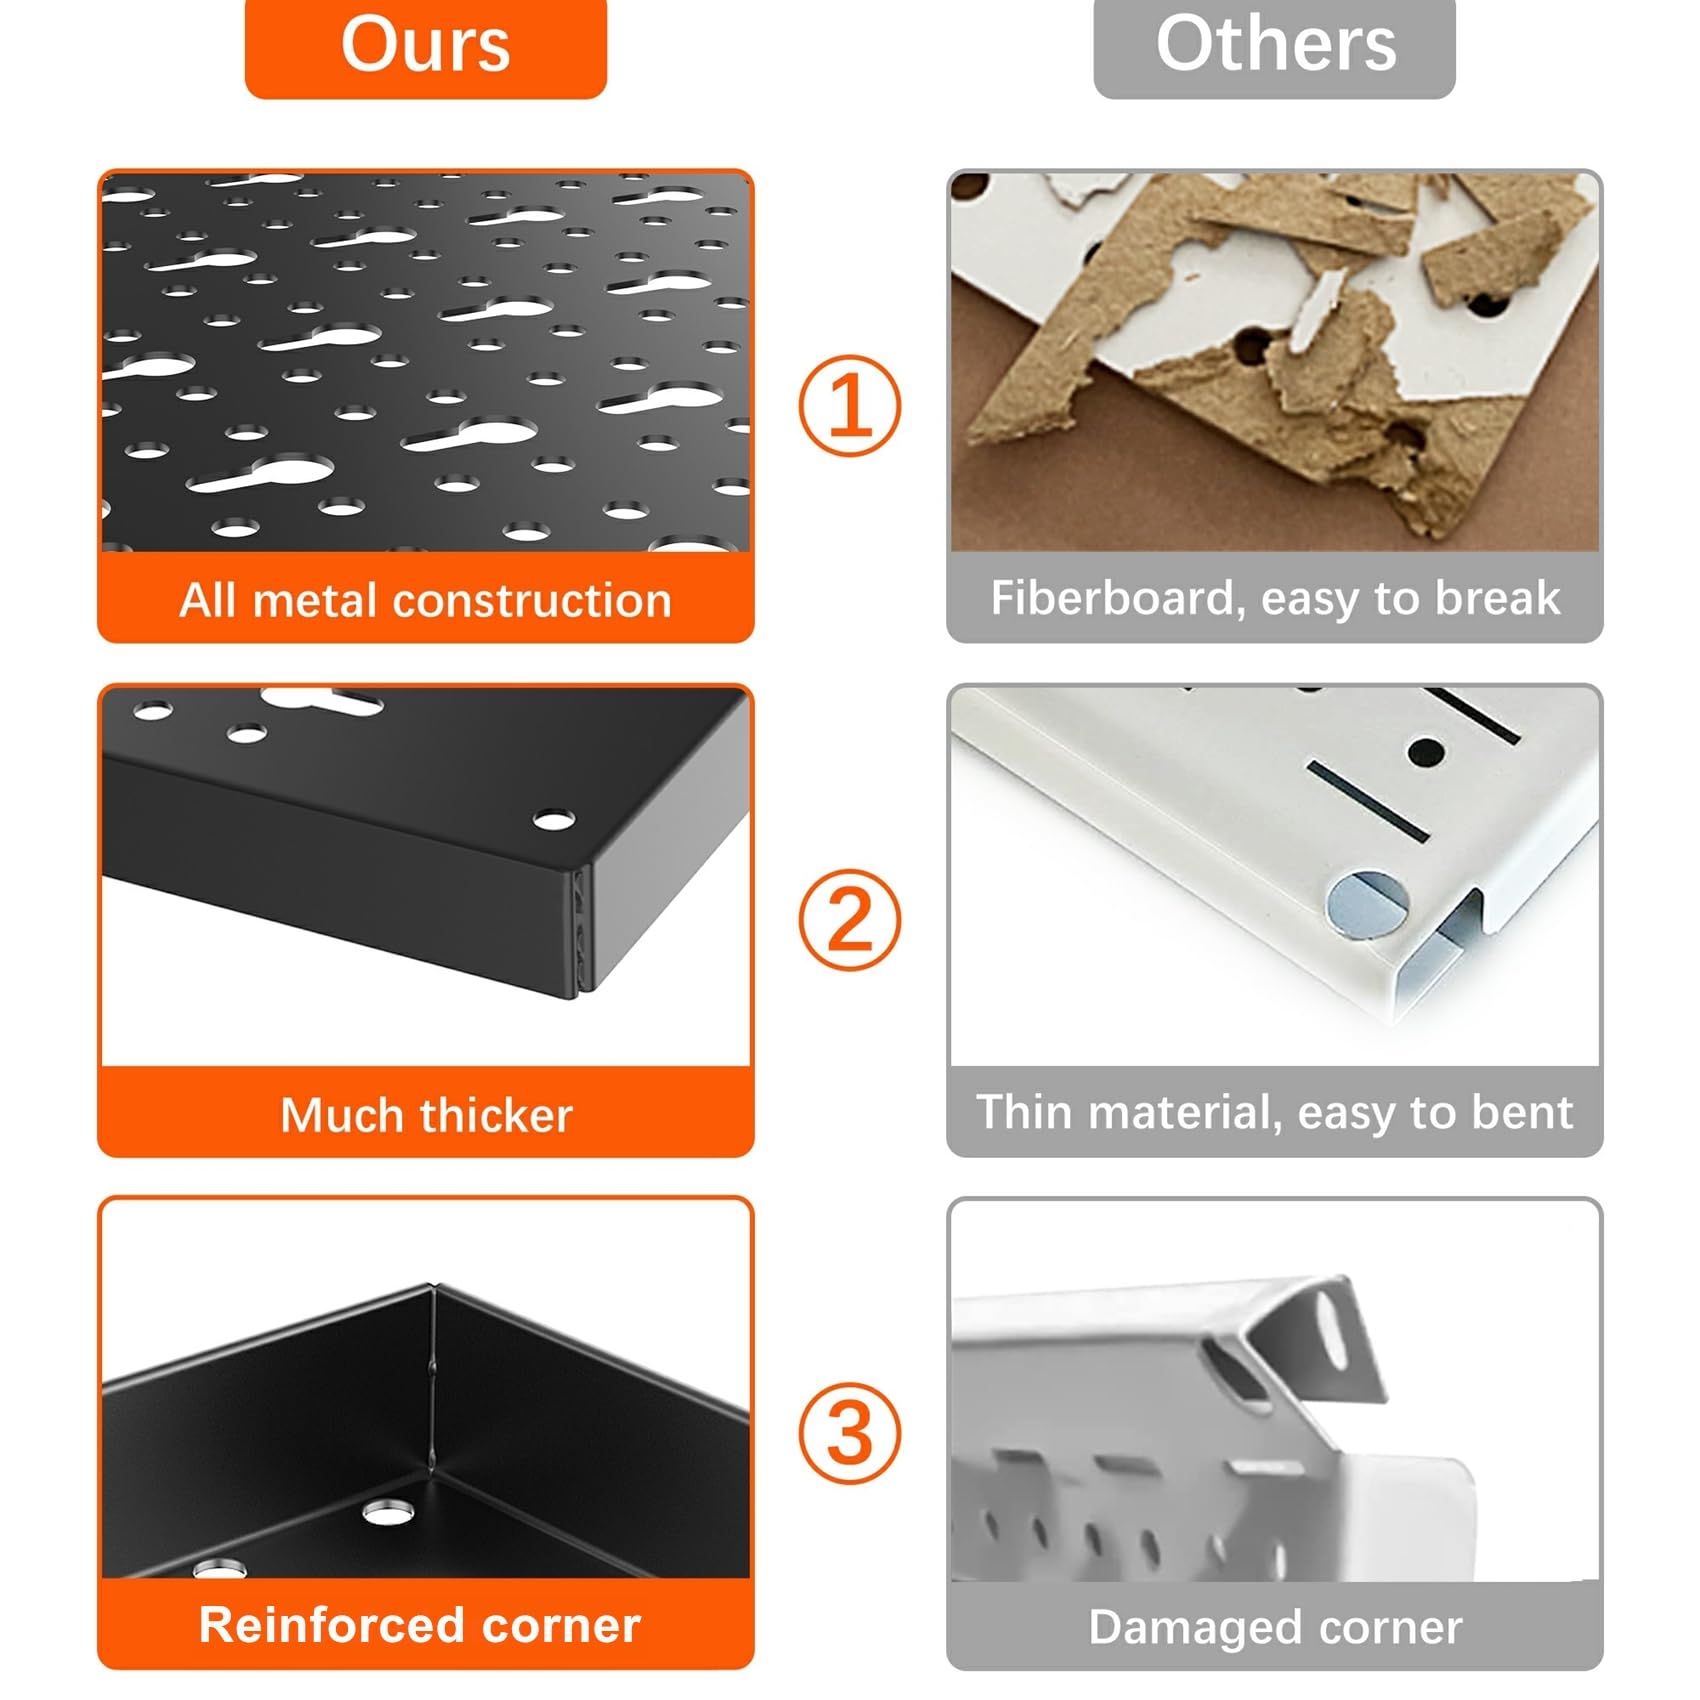 Ours
Others
All metal construction
1
Fiberboard, easy to break
Much thicker
2
Thin material, easy to bent
Reinforced corner
3
Damaged corner